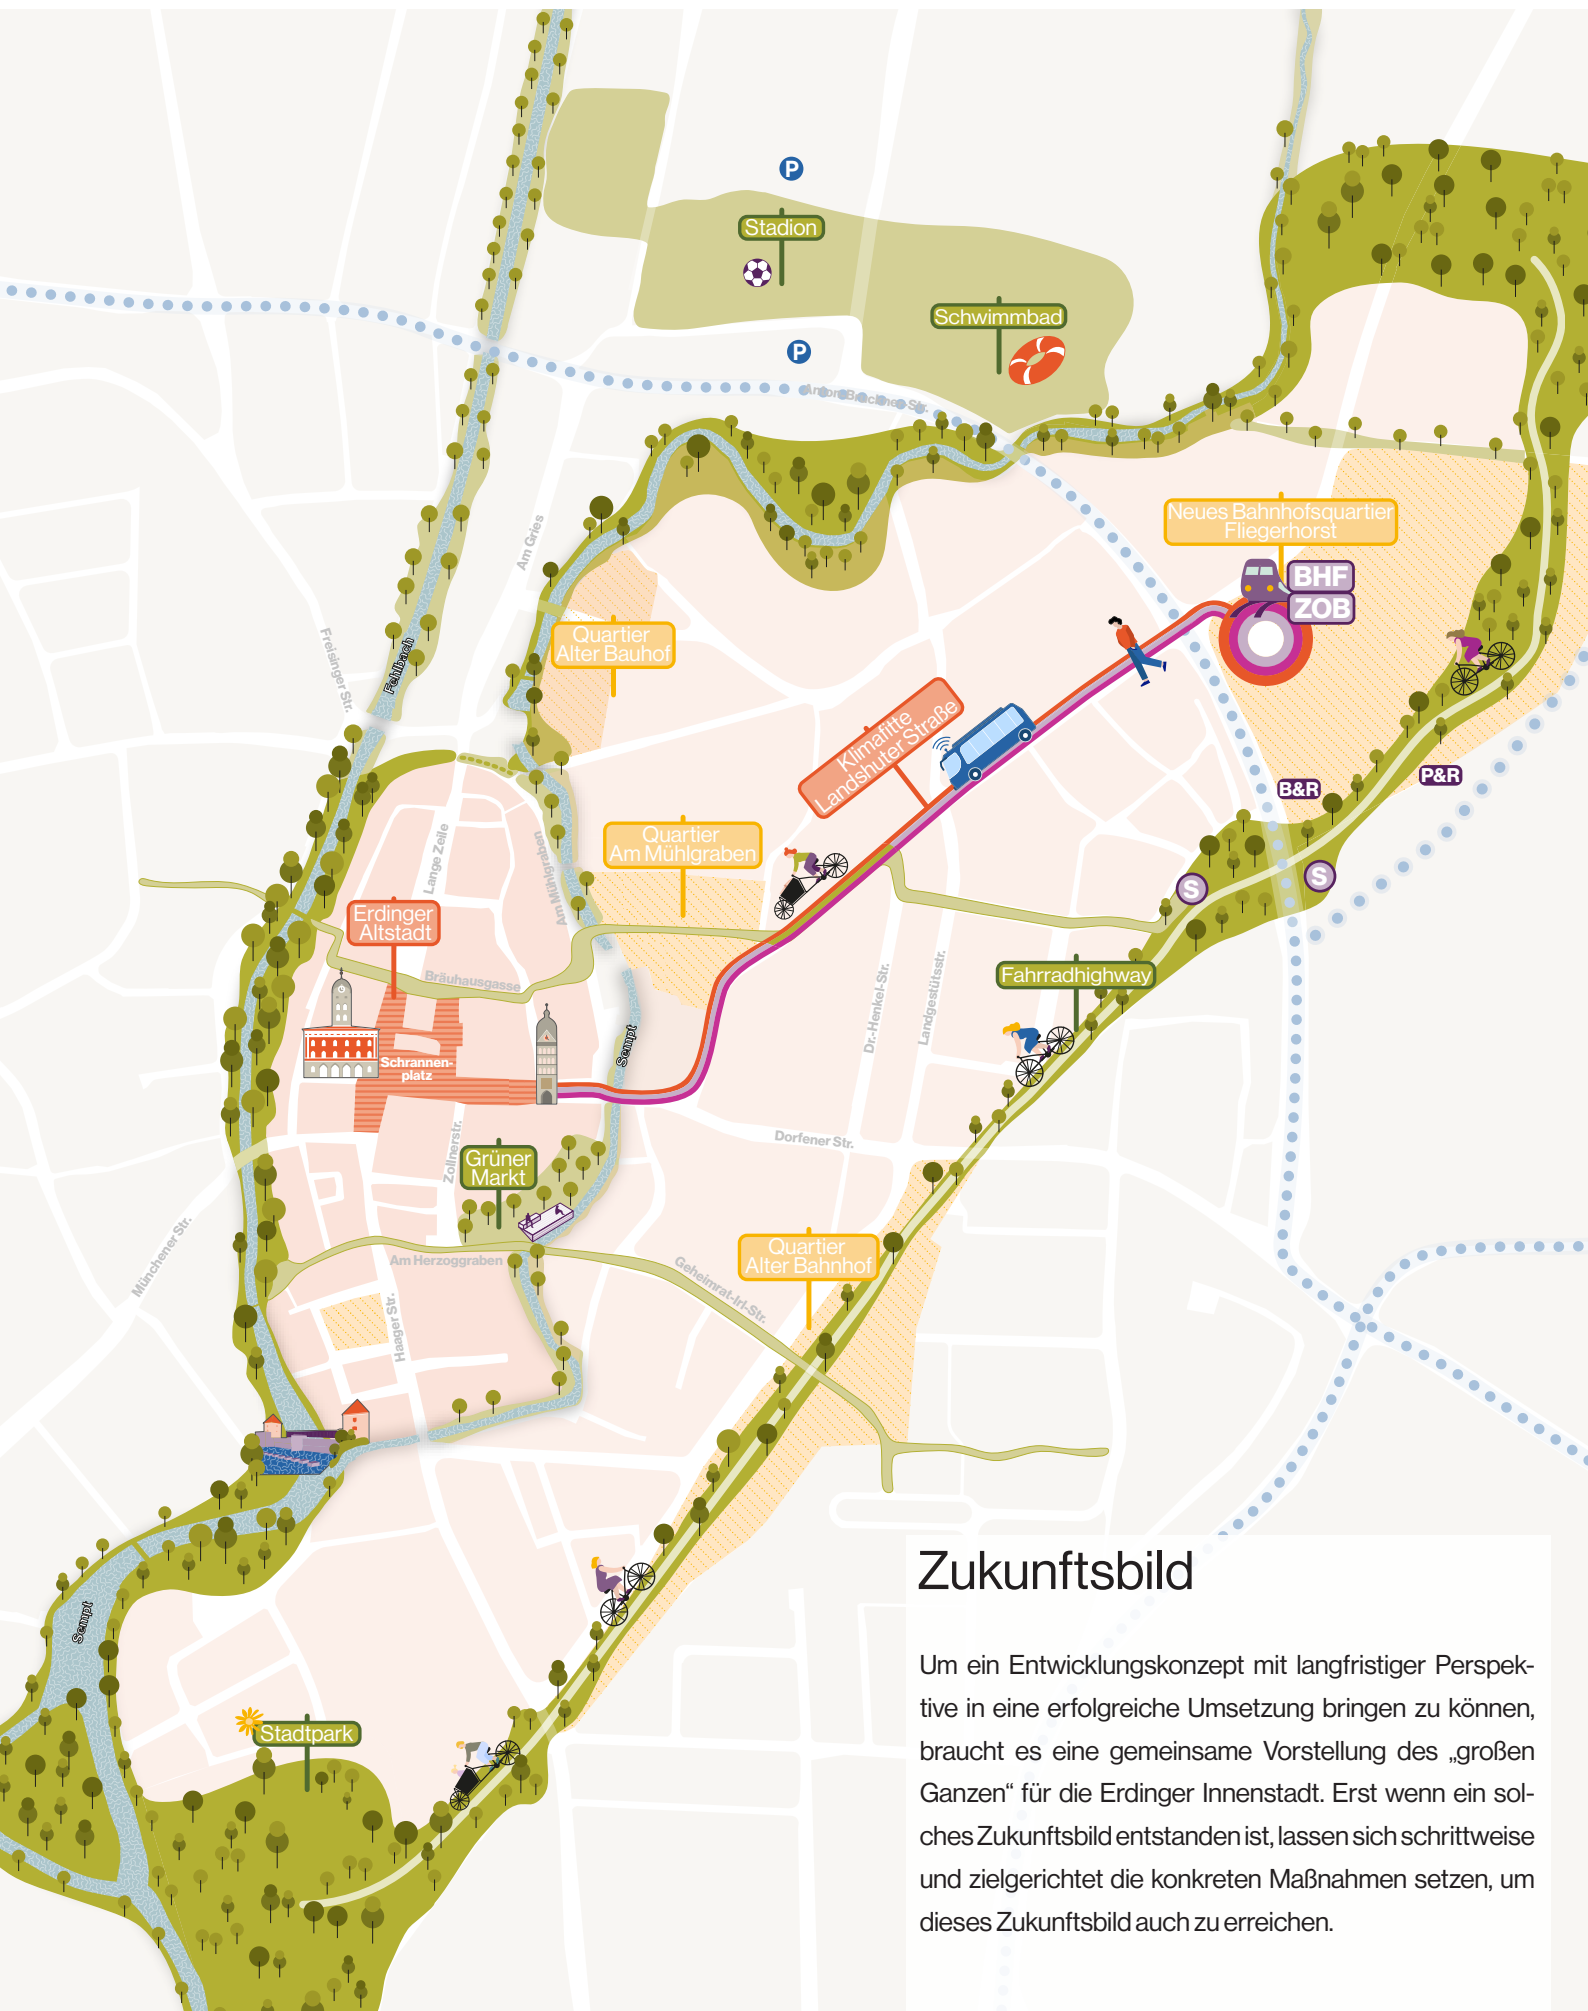 P
Stadion
Schwimmbad
P
Anton-Bruckner-Str.
Neues Bahnhofsquartier
Fliegerhorst
BHF
ZOB
Am Gries
Quartier
Alter Bauhof
Freisinger Str.
Fehlbach
Klimafitte
Landshuter Straße
B&R
P&R
Quartier
Am Mühlgraben
Lange Zeile
Am Mühlgraben
S
S
Erdinger
Altstadt
Bräuhausgasse
Fahrradhighway
Dr.-Henkel-Str.
Landgestütsstr.
Sempt
Schrannen-
platz
Zollnerstr.
Dorfener Str.
Grüner
Markt
Münchener Str.
Am Herzoggraben
Geheimrat-Irl-Str.
Quartier
Alter Bahnhof
Haager Str.
Sempt
Stadtpark
Zukunftsbild
Um ein Entwicklungskonzept mit langfristiger Perspek-
tive in eine erfolgreiche Umsetzung bringen zu können,
braucht es eine gemeinsame Vorstellung des „großen
Ganzen“ für die Erdinger Innenstadt. Erst wenn ein sol-
ches Zukunftsbild entstanden ist, lassen sich schrittweise
und zielgerichtet die konkreten Maßnahmen setzen, um
dieses Zukunftsbild auch zu erreichen.